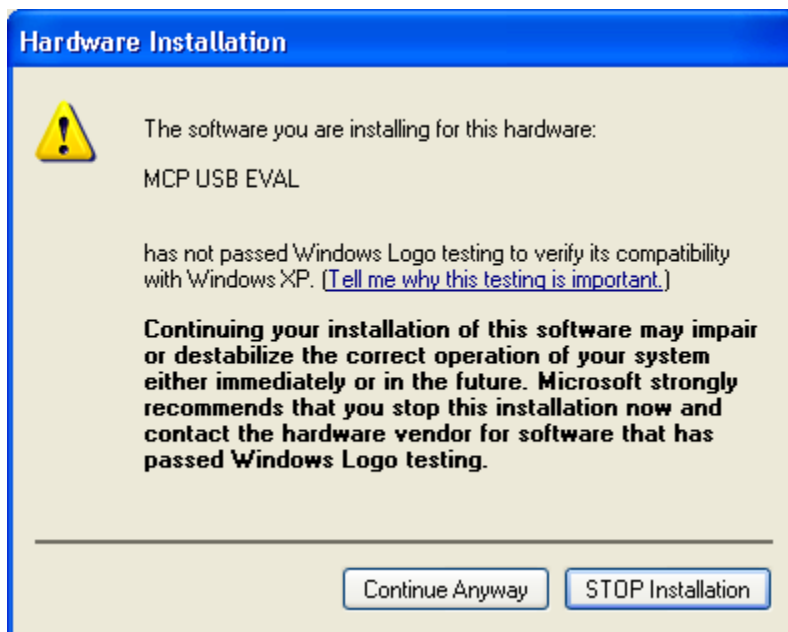 Hardware Installation
The software you are installing for this hardware:
MCP USB EVAL
has not passed Windows Logo testing to verify its compatibility
with Windows XP. (Tell me why this testing is important.)
Continuing your installation of this software may impair
or destabilize the correct operation of your system
either immediately or in the future. Microsoft strongly
recommends that you stop this installation now and
contact the hardware vendor for software that has
passed Windows Logo testing.
Continue Anyway
STOP Installation